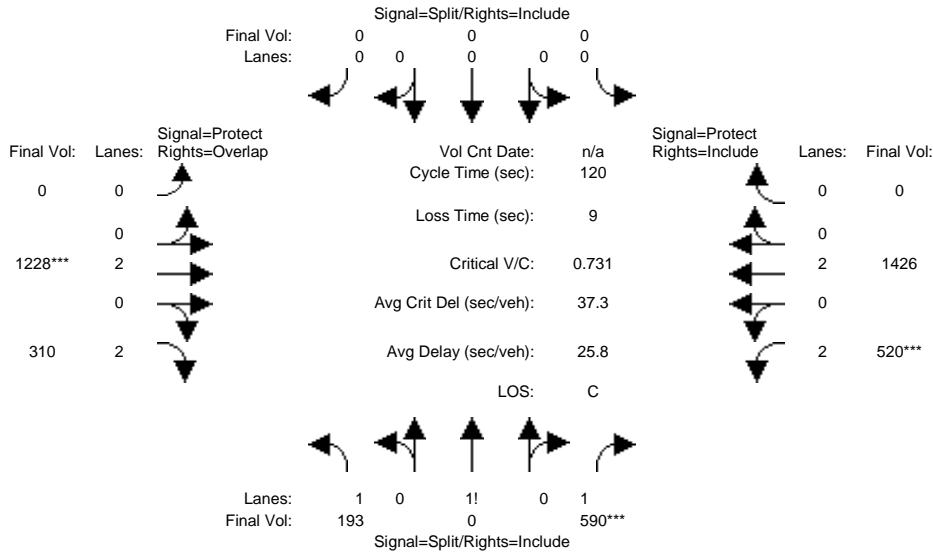 Signal=Split/Rights=Include
Final Vol: 0 0 0
Lanes: 0 0 0 0 0
Signal=Protect Signal=Protect
Final Vol: Lanes: Rights=Overlap Vol Cnt Date: n/a Rights=Include Lanes: Final Vol:
Cycle Time (sec): 120
0 0 0 0
Loss Time (sec): 9
0 0
1228*** 2 Critical V/C: 0.731 2 1426
0 Avg Crit Del (sec/veh): 37.3 0
310 2 Avg Delay (sec/veh): 25.8 2 520***
LOS: C
Lanes: 1 0 1! 0 1
Final Vol: 193 0 590***
Signal=Split/Rights=Include